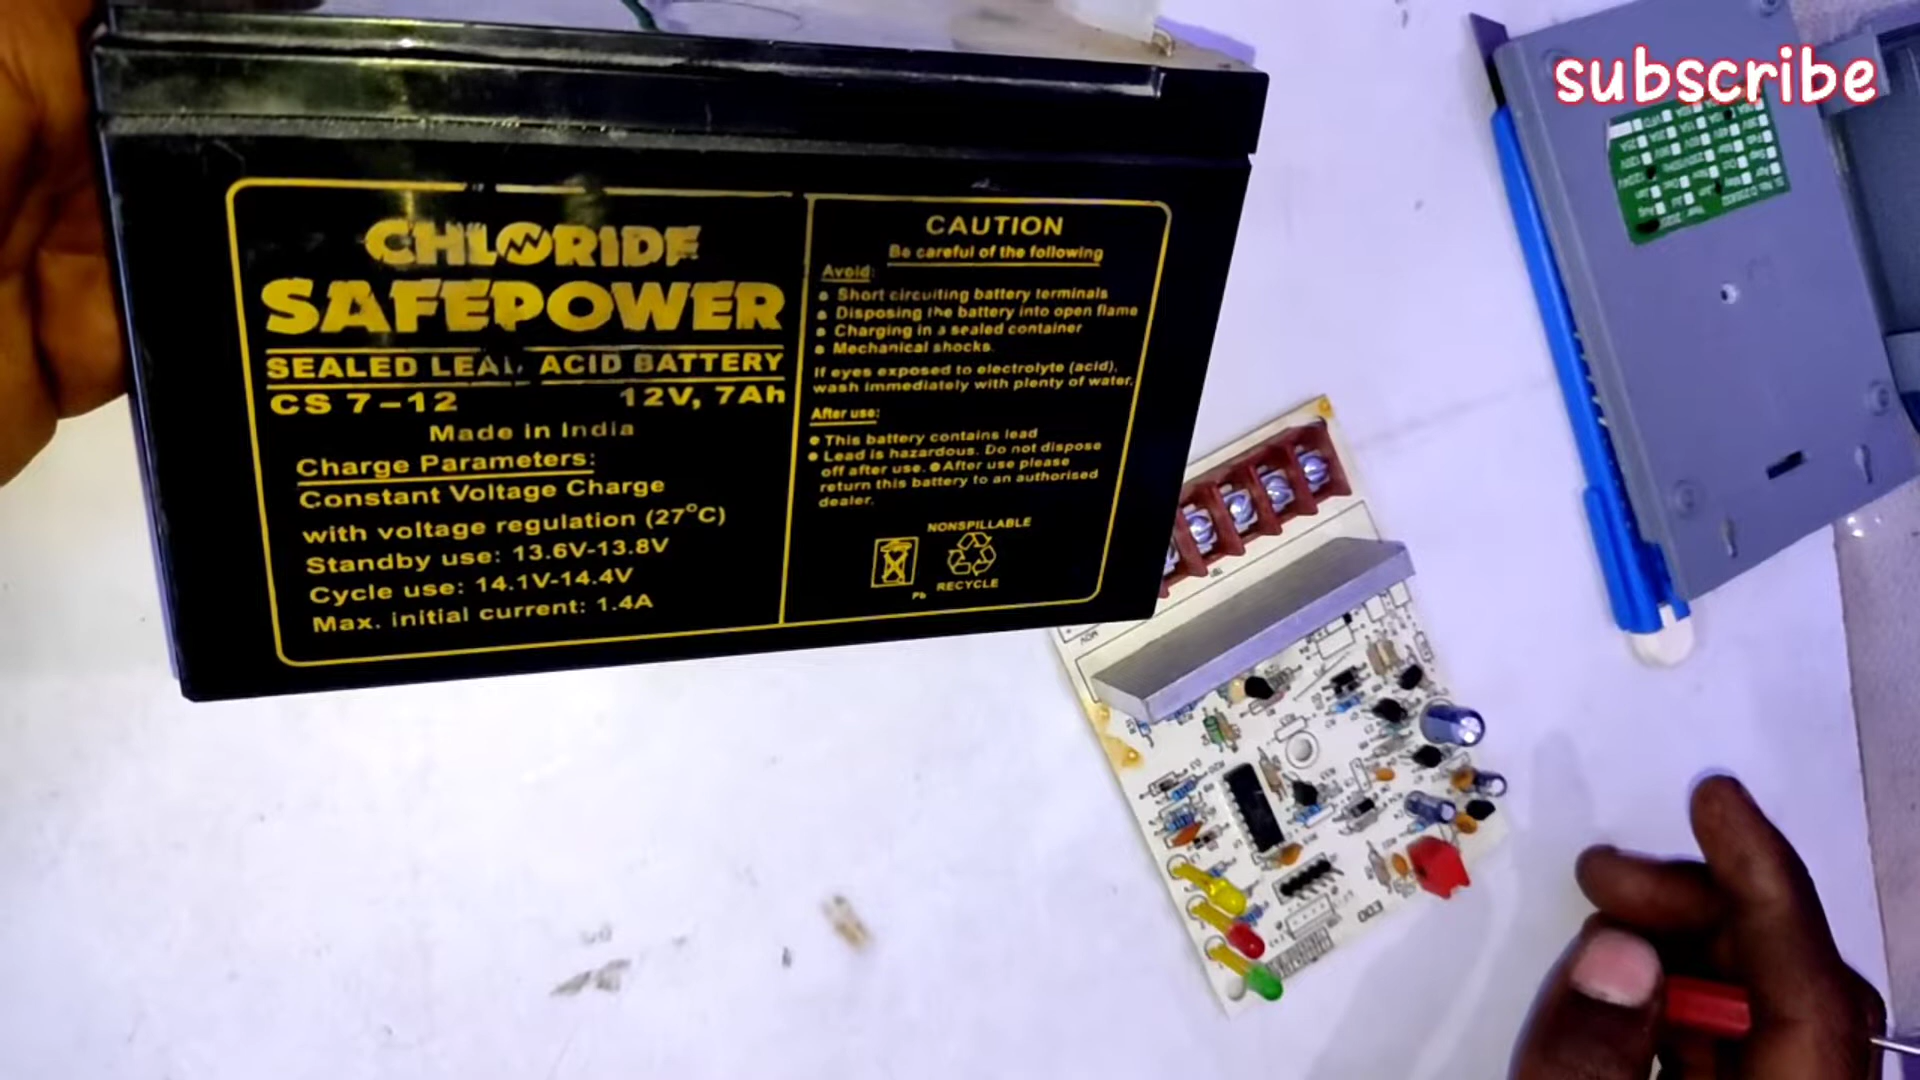 subscribe
CHLORIDE
SAFEPOWER
SEALED LEAD ACID BATTERY
CS 7-12 12V, 7Ah
Made in India
Charge Parameters:
Constant Voltage Charge
with voltage regulation (27°C)
Standby use: 13.6V-13.8V
Cycle use: 14.1V-14.4V
Max. initial current: 1.4A
CAUTION
Be careful of the following
Avoid:
Short circuiting battery terminals
Disposing the battery into open flame
Charging in a sealed container
Mechanical shocks.
If eyes exposed to electrolyte (acid),
wash immediately with plenty of water.
After use:
This battery contains lead
Lead is hazardous. Do not dispose
off after use. After use please
return this battery to an authorised
dealer.
NONSPILLABLE
Pb RECYCLE